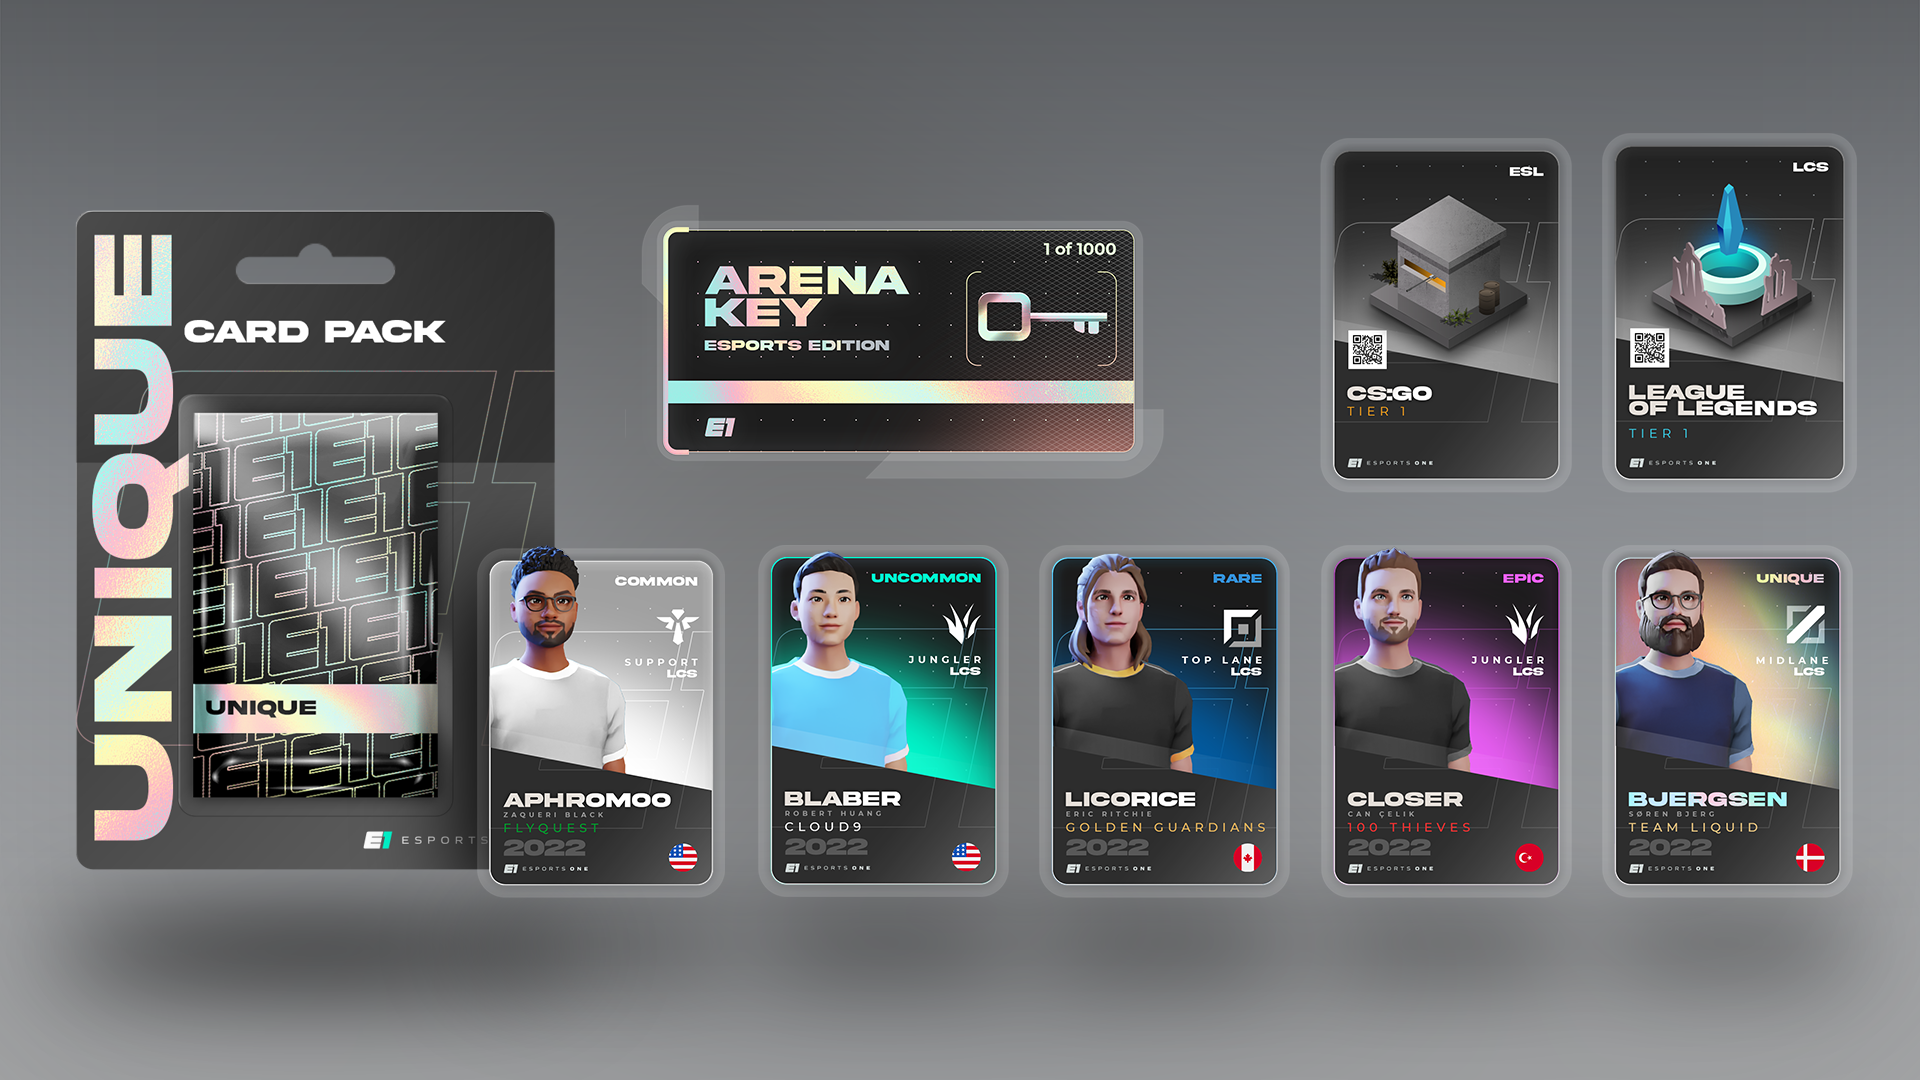 UNIQUE
CARD PACK
UNIQUE
E1 ESPORTS
1 of 1000
ARENA
KEY
ESPORTS EDITION
E1
ESL
CS:GO
TIER 1
E1 ESPORTS ONE
LCS
LEAGUE
OF LEGENDS
TIER 1
E1 ESPORTS ONE
COMMON
SUPPORT
LCS
APHROMOO
ZAQUERI BLACK
FLYQUEST
2022
E1 ESPORTS ONE
UNCOMMON
JUNGLER
LCS
BLABER
ROBERT HUANG
CLOUD9
2022
E1 ESPORTS ONE
RARE
TOP LANE
LCS
LICORICE
ERIC RITCHIE
GOLDEN GUARDIANS
2022
E1 ESPORTS ONE
EPIC
JUNGLER
LCS
CLOSER
CAN ÇELIK
100 THIEVES
2022
E1 ESPORTS ONE
UNIQUE
MIDLANE
LCS
BJERGSEN
SØREN BJERG
TEAM LIQUID
2022
E1 ESPORTS ONE